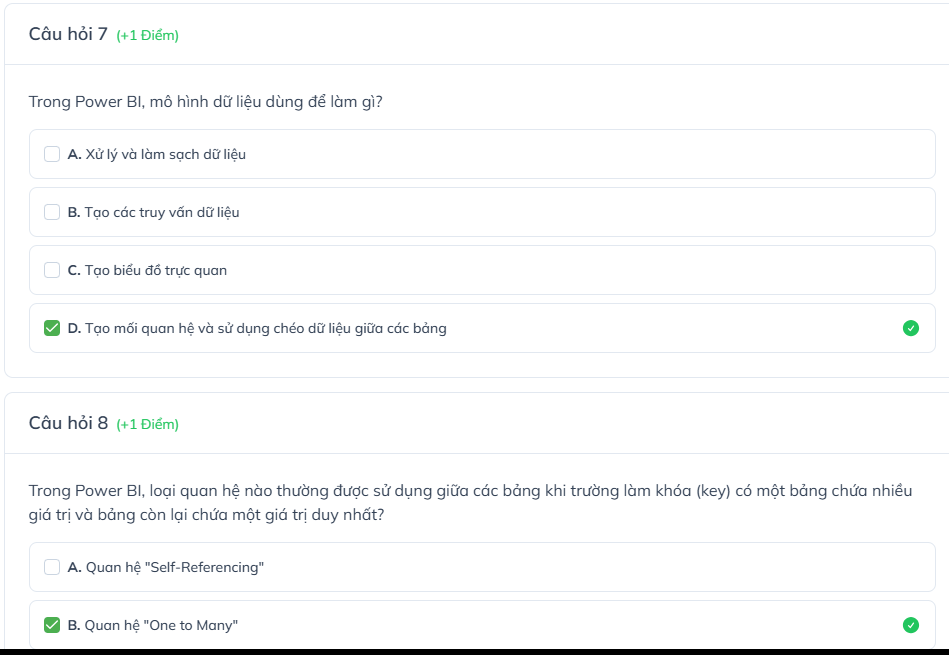 Câu hỏi 7 (+1 Điểm)
Trong Power BI, mô hình dữ liệu dùng để làm gì?
A. Xử lý và làm sạch dữ liệu
B. Tạo các truy vấn dữ liệu
C. Tạo biểu đồ trực quan
D. Tạo mối quan hệ và sử dụng chéo dữ liệu giữa các bảng
Câu hỏi 8 (+1 Điểm)
Trong Power BI, loại quan hệ nào thường được sử dụng giữa các bảng khi trường làm khóa (key) có một bảng chứa nhiều
giá trị và bảng còn lại chứa một giá trị duy nhất?
A. Quan hệ "Self-Referencing"
B. Quan hệ "One to Many"